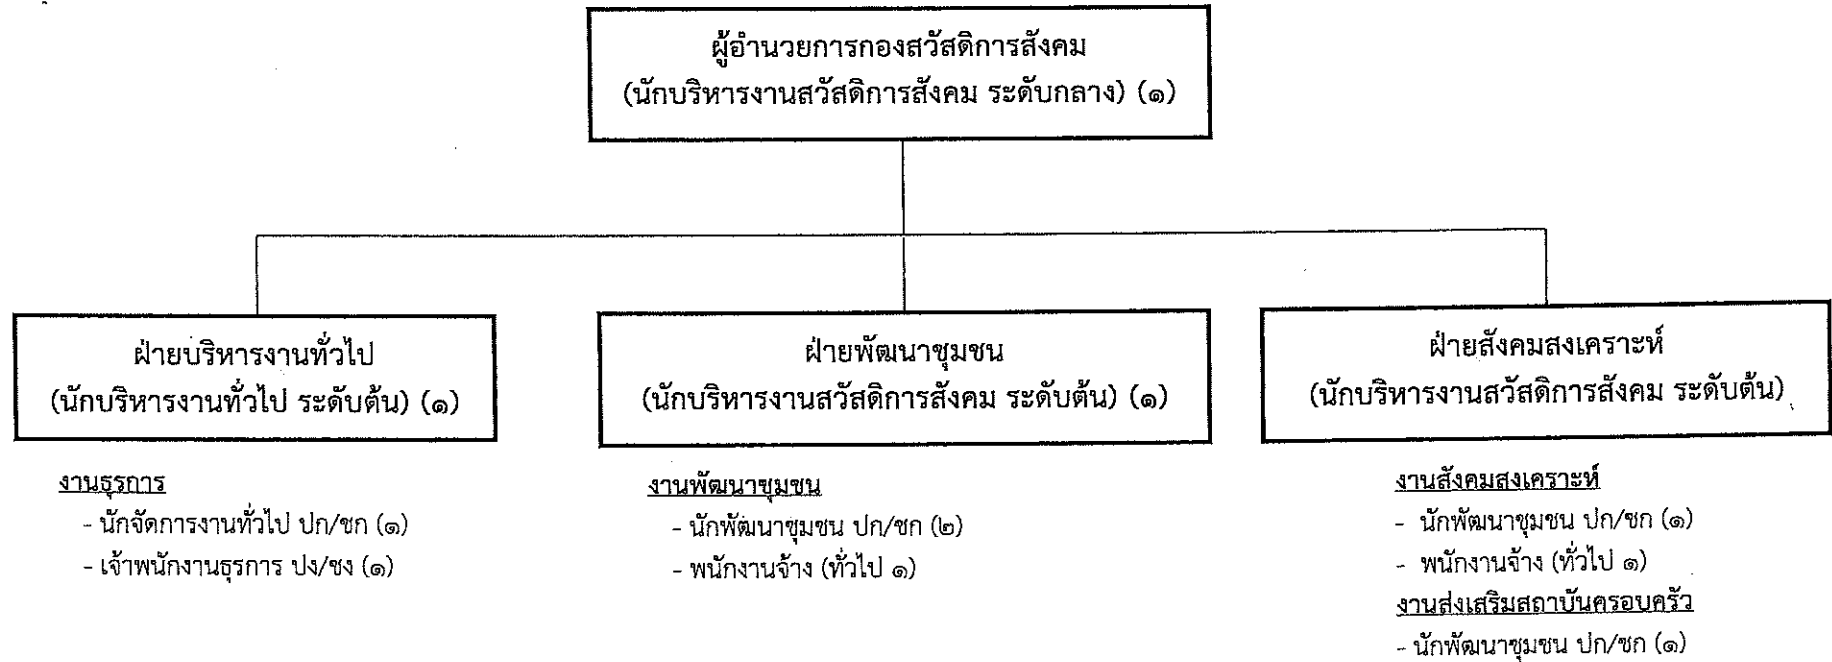 ผู้อำนวยการกองสวัสดิการสังคม
(นักบริหารงานสวัสดิการสังคม ระดับกลาง) (๑)
ฝ่ายบริหารงานทั่วไป
(นักบริหารงานทั่วไป ระดับต้น) (๑)
งานธุรการ
- นักจัดการงานทั่วไป ปก/ชก (๑)
- เจ้าพนักงานธุรการ ปง/ชง (๑)
ฝ่ายพัฒนาชุมชน
(นักบริหารงานสวัสดิการสังคม ระดับต้น) (๑)
งานพัฒนาชุมชน
- นักพัฒนาชุมชน ปก/ชก (๒)
- พนักงานจ้าง (ทั่วไป ๑)
ฝ่ายสังคมสงเคราะห์
(นักบริหารงานสวัสดิการสังคม ระดับต้น)
งานสังคมสงเคราะห์
- นักพัฒนาชุมชน ปก/ชก (๑)
- พนักงานจ้าง (ทั่วไป ๑)
งานส่งเสริมสถาบันครอบครัว
- นักพัฒนาชุมชน ปก/ชก (๑)